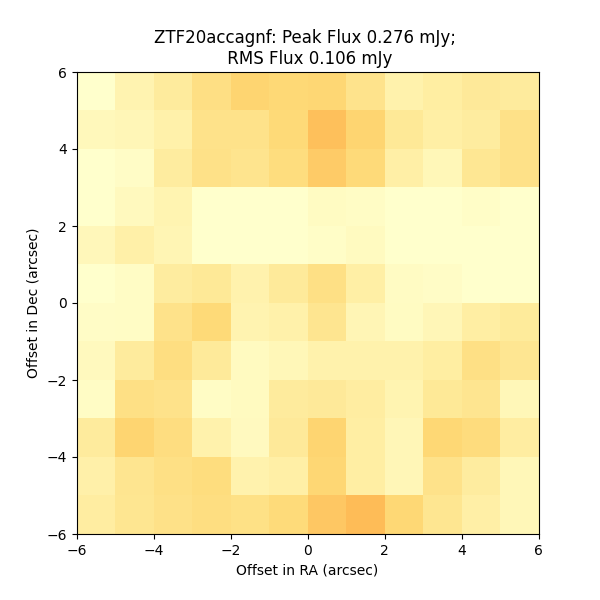 ZTF20accagnf: Peak Flux 0.276 mJy;
RMS Flux 0.106 mJy
6
4
2
0
−2
−4
−6
Offset in Dec (arcsec)
−6 −4 −2 0 2 4 6
Offset in RA (arcsec)